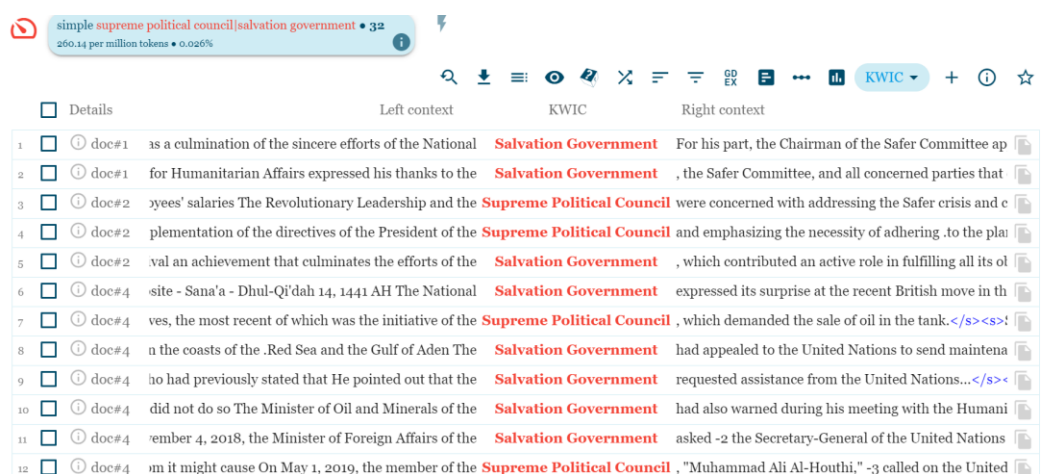 simple supreme political council|salvation government • 32
260.14 per million tokens • 0.026%
KWIC
Details Left context KWIC Right context
1 doc#1 as a culmination of the sincere efforts of the National Salvation Government For his part, the Chairman of the Safer Committee ap
2 doc#1 for Humanitarian Affairs expressed his thanks to the Salvation Government , the Safer Committee, and all concerned parties that
3 doc#2 oyees' salaries The Revolutionary Leadership and the Supreme Political Council were concerned with addressing the Safer crisis and c
4 doc#2 plementation of the directives of the President of the Supreme Political Council and emphasizing the necessity of adhering .to the plan
5 doc#2 ival an achievement that culminates the efforts of the Salvation Government , which contributed an active role in fulfilling all its ol
6 doc#4 site - Sana'a - Dhul-Qi'dah 14, 1441 AH The National Salvation Government expressed its surprise at the recent British move in th
7 doc#4 ves, the most recent of which was the initiative of the Supreme Political Council , which demanded the sale of oil in the tank.</s><s>
8 doc#4 n the coasts of the .Red Sea and the Gulf of Aden The Salvation Government had appealed to the United Nations to send maintena
9 doc#4 ho had previously stated that He pointed out that the Salvation Government requested assistance from the United Nations...</s><
10 doc#4 did not do so The Minister of Oil and Minerals of the Salvation Government had also warned during his meeting with the Humani
11 doc#4 vember 4, 2018, the Minister of Foreign Affairs of the Salvation Government asked -2 the Secretary-General of the United Nations
12 doc#4 om it might cause On May 1, 2019, the member of the Supreme Political Council , "Muhammad Ali Al-Houthi," -3 called on the United